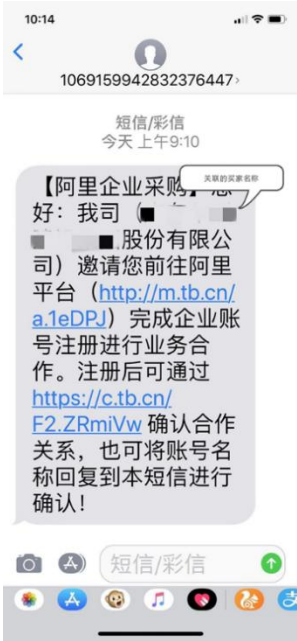 10:14
1069159942832376447
短信/彩信
今天 上午9:10
关联的买家名称
【阿里企业采购】您
好：我司（
股份有限公
司）邀请您前往阿里
平台（http://m.tb.cn/
a.1eDPJ）完成企业账
号注册进行业务合
作。注册后可通过
https://c.tb.cn/
F2.ZRmiVw 确认合作
关系，也可将账号名
称回复到本短信进行
确认！
短信/彩信